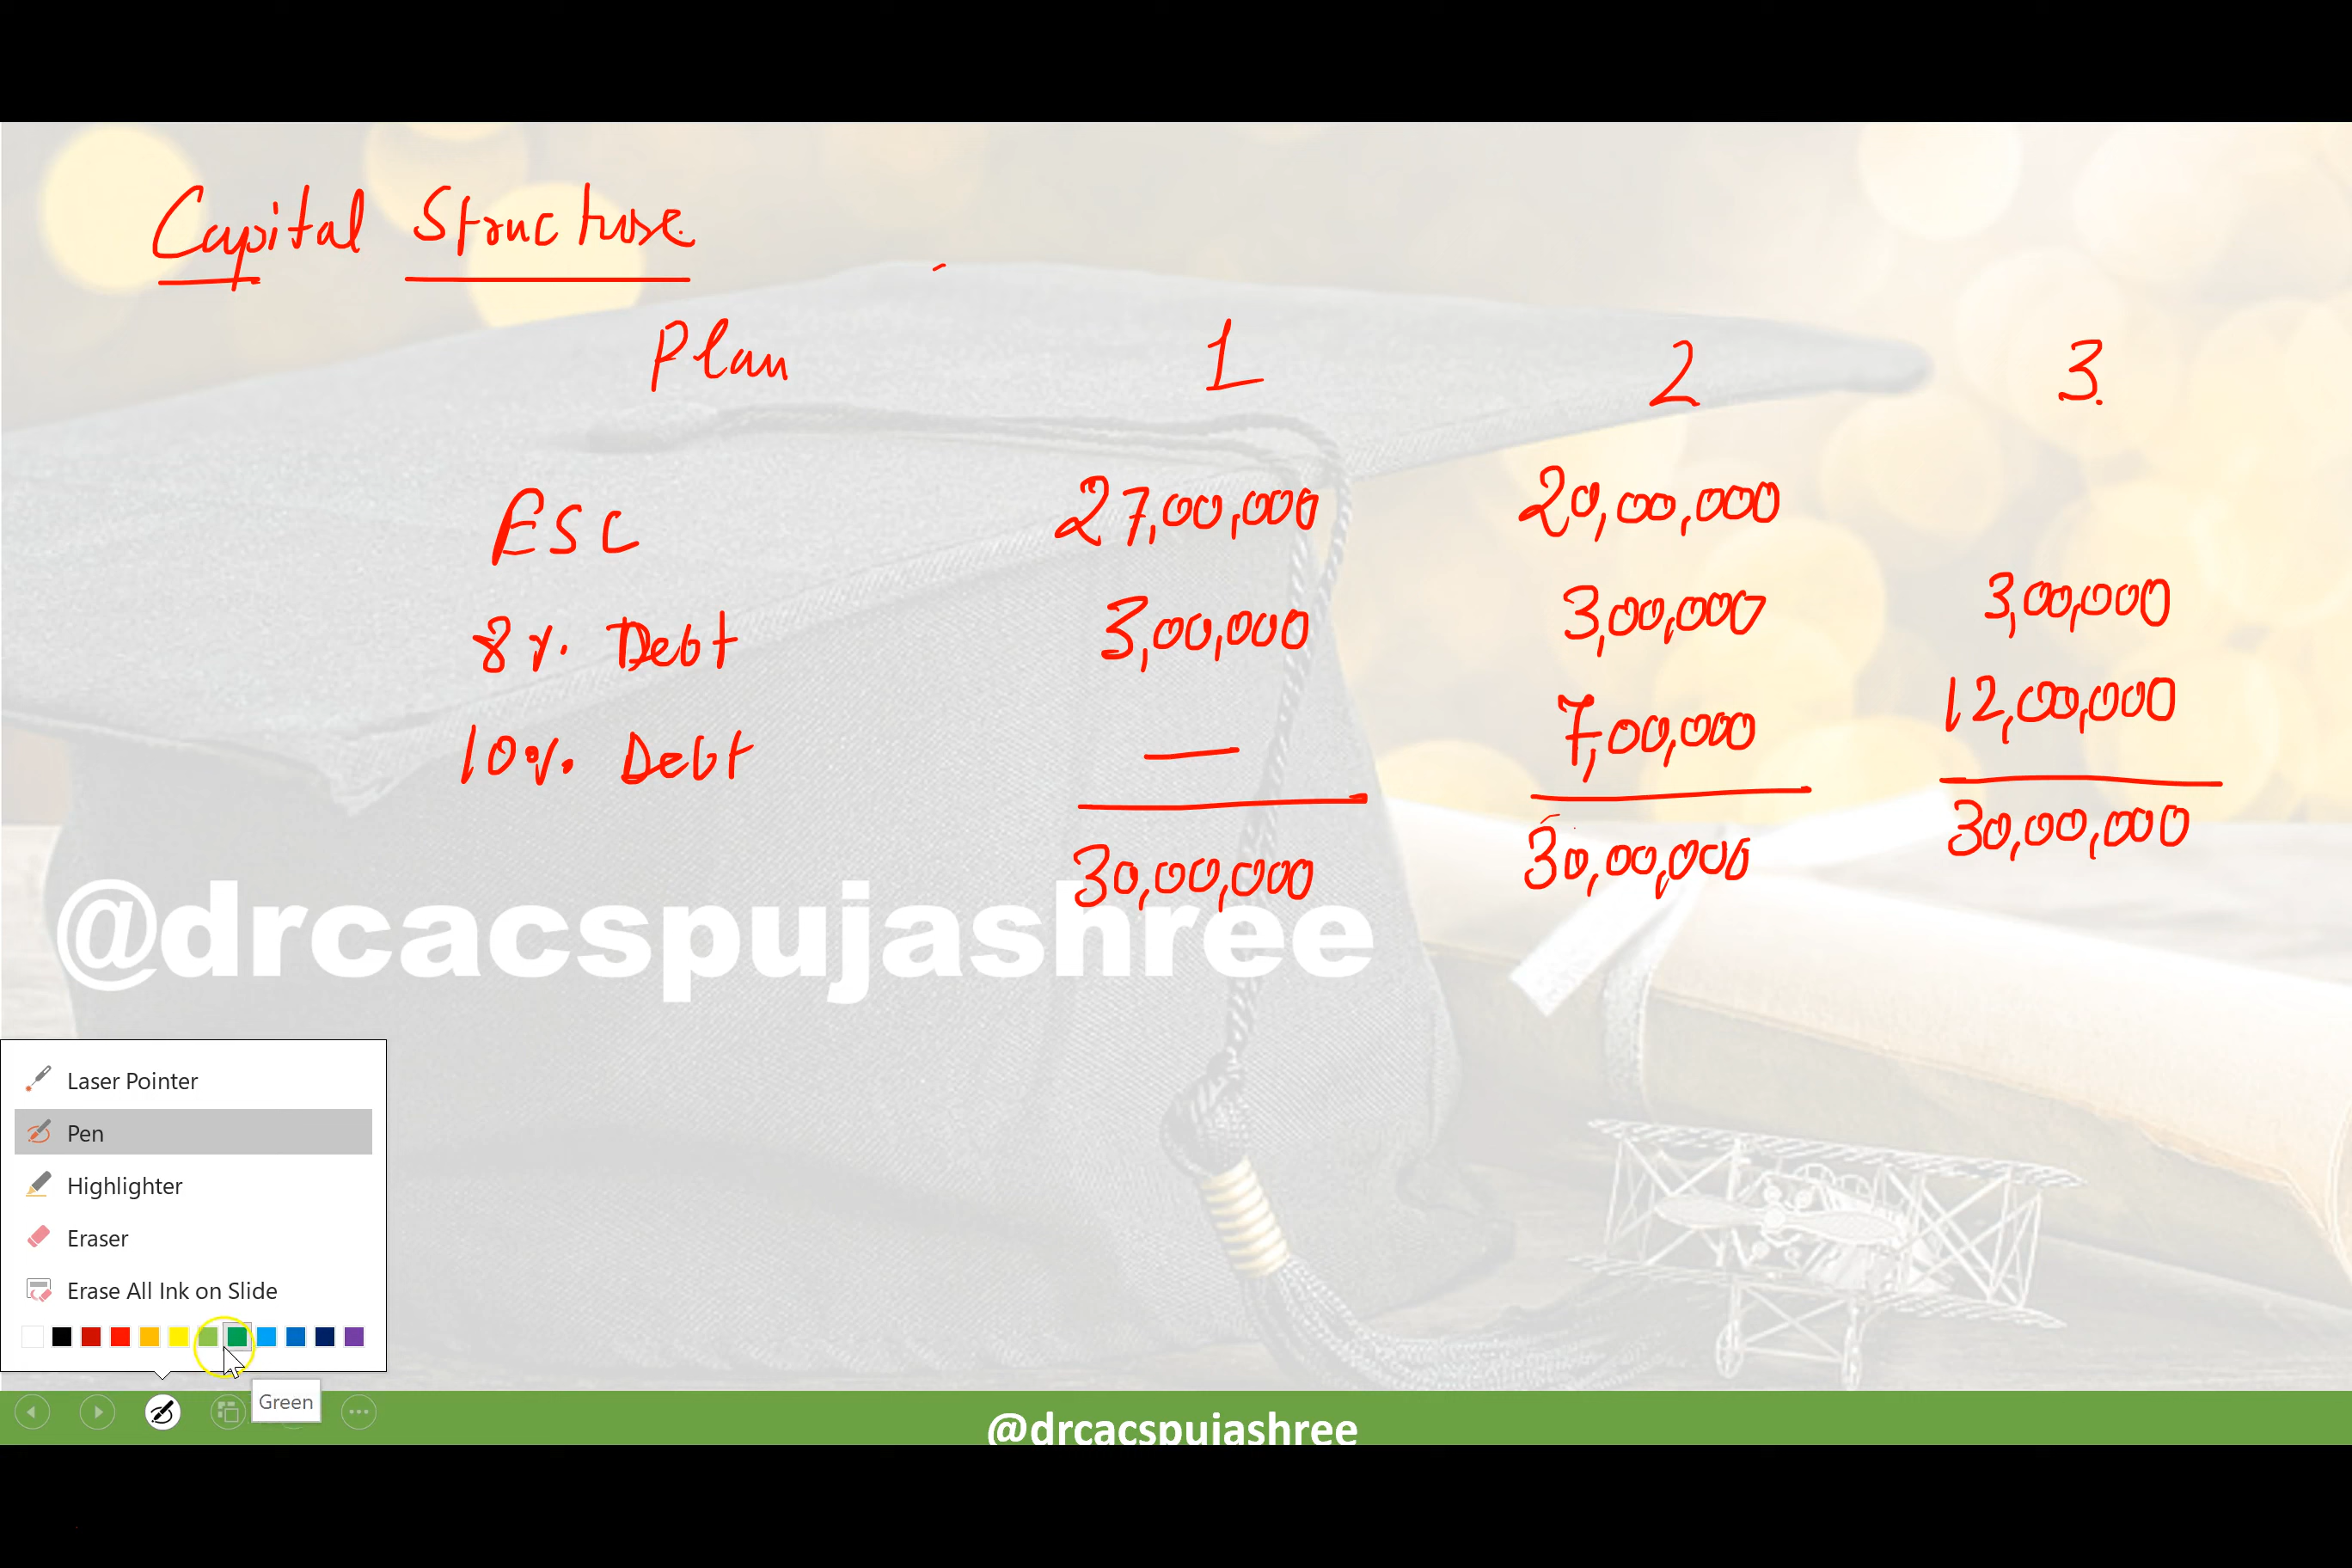 Capital Structure
Plan 1 2 3.
ESC 27,00,000 20,00,000
8% Debt 3,00,000 3,00,000 3,00,000
10% Debt — 7,00,000 12,00,000
30,00,000 30,00,000 30,00,000
@drcacspujashree
Laser Pointer
Pen
Highlighter
Eraser
Erase All Ink on Slide
Green
@drcacspujashree